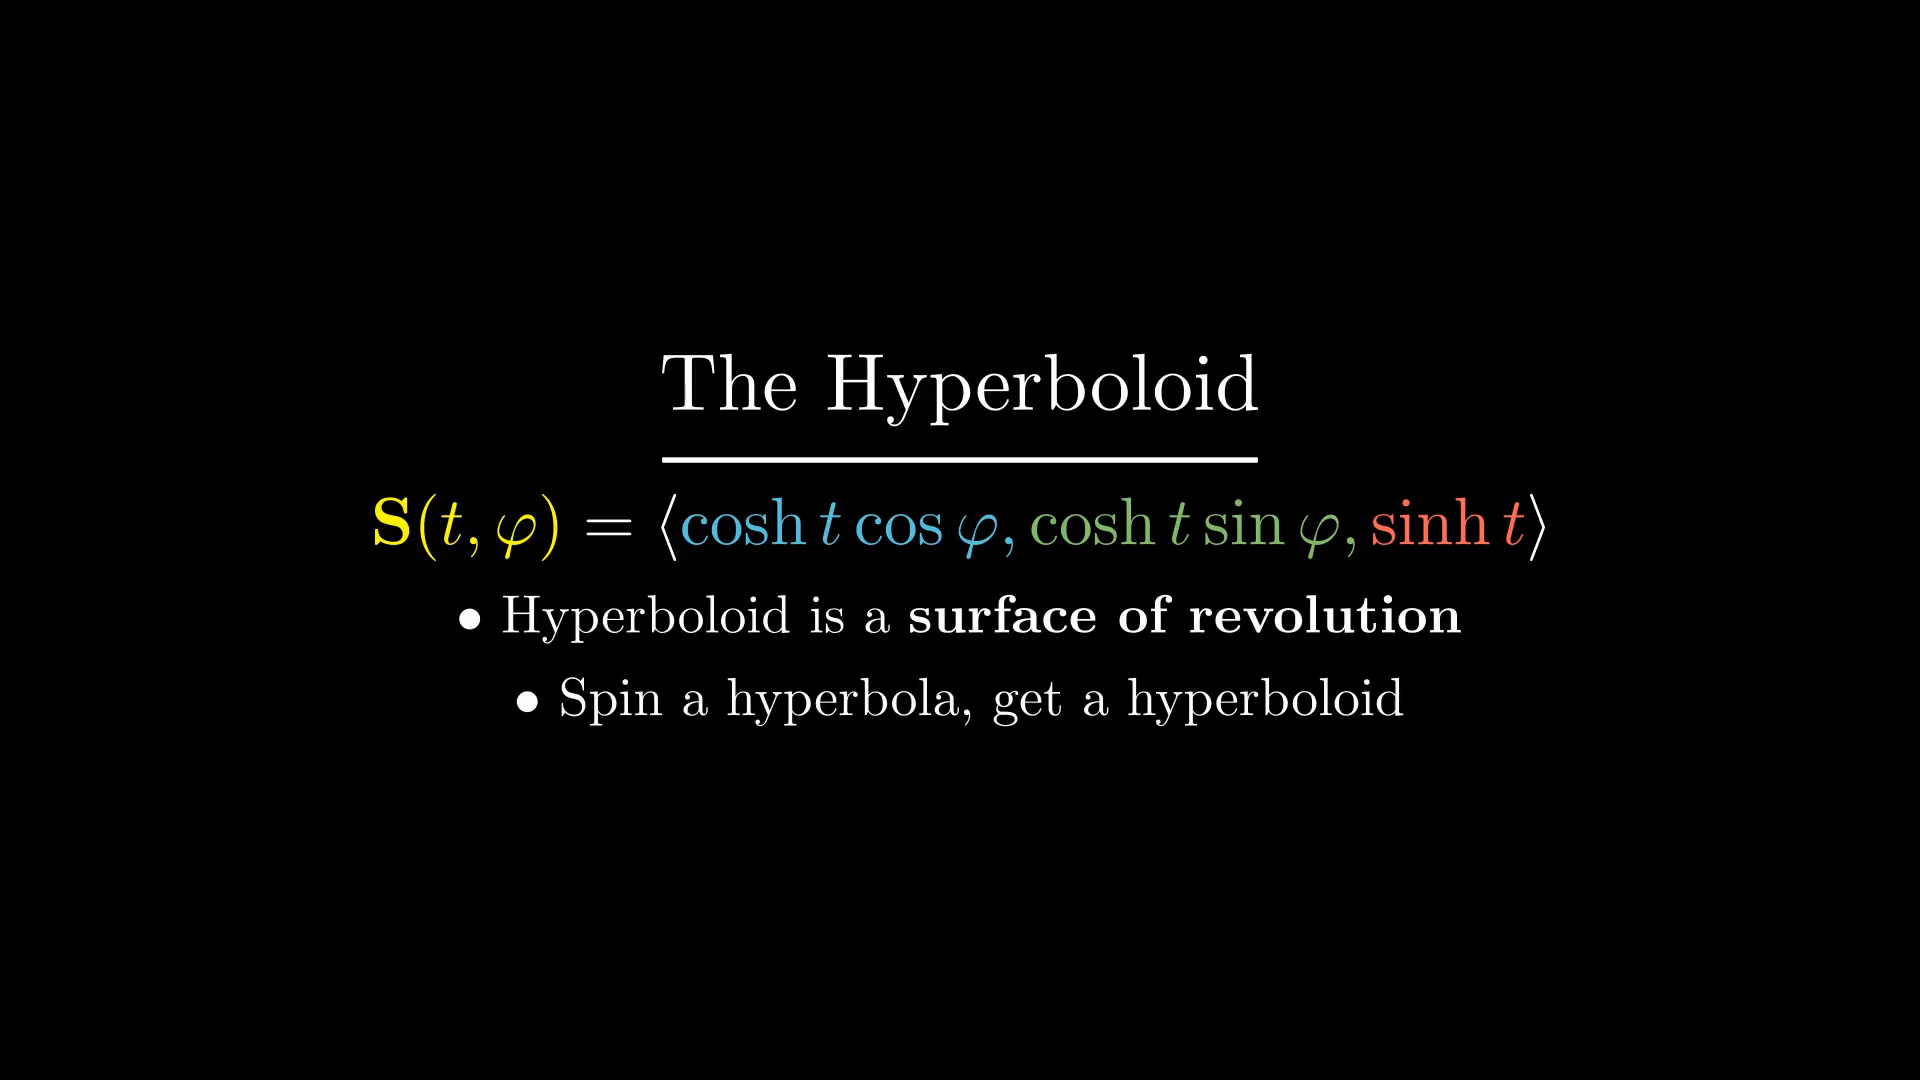 The Hyperboloid
S(t, φ) = ⟨cosh t cos φ, cosh t sin φ, sinh t⟩
• Hyperboloid is a surface of revolution
• Spin a hyperbola, get a hyperboloid